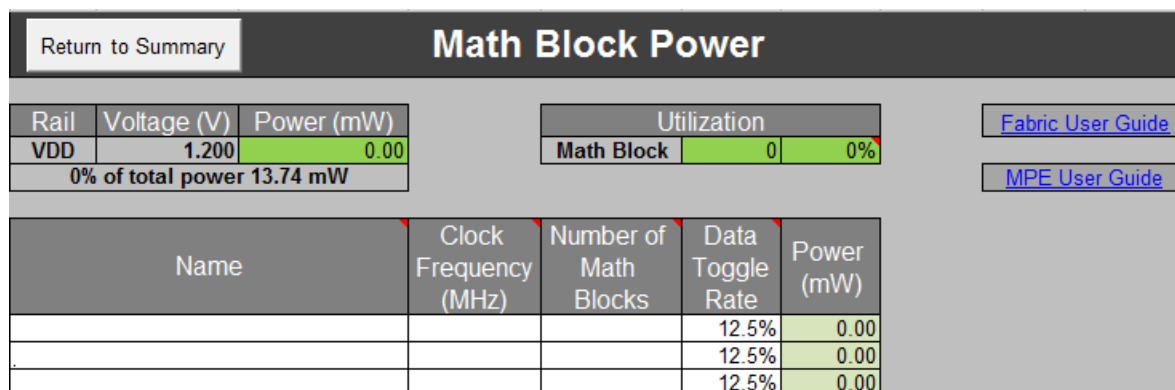 Return to Summary
Math Block Power
Rail Voltage (V) Power (mW)
VDD 1.200 0.00
0% of total power 13.74 mW
Utilization
Math Block 0 0%
Fabric User Guide
MPE User Guide
Name
Clock Frequency (MHz)
Number of Math Blocks
Data Toggle Rate
Power (mW)
12.5% 0.00
. 12.5% 0.00
12.5% 0.00